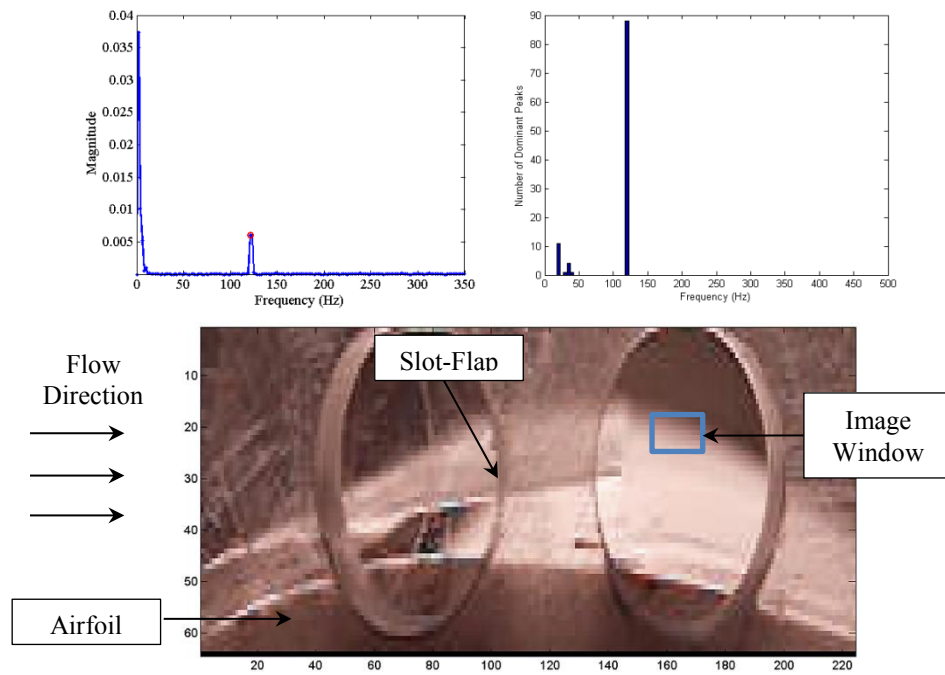 0.04
0.035
0.03
0.025
0.02
0.015
0.01
0.005
0
Magnitude
0 50 100 150 200 250 300 350
Frequency (Hz)
90
80
70
60
50
40
30
20
10
0
Number of Dominant Peaks
0 50 100 150 200 250 300 350 400 450 500
Frequency (Hz)
Flow
Direction
Slot-Flap
Image
Window
Airfoil
10
20
30
40
50
60
20 40 60 80 100 120 140 160 180 200 220